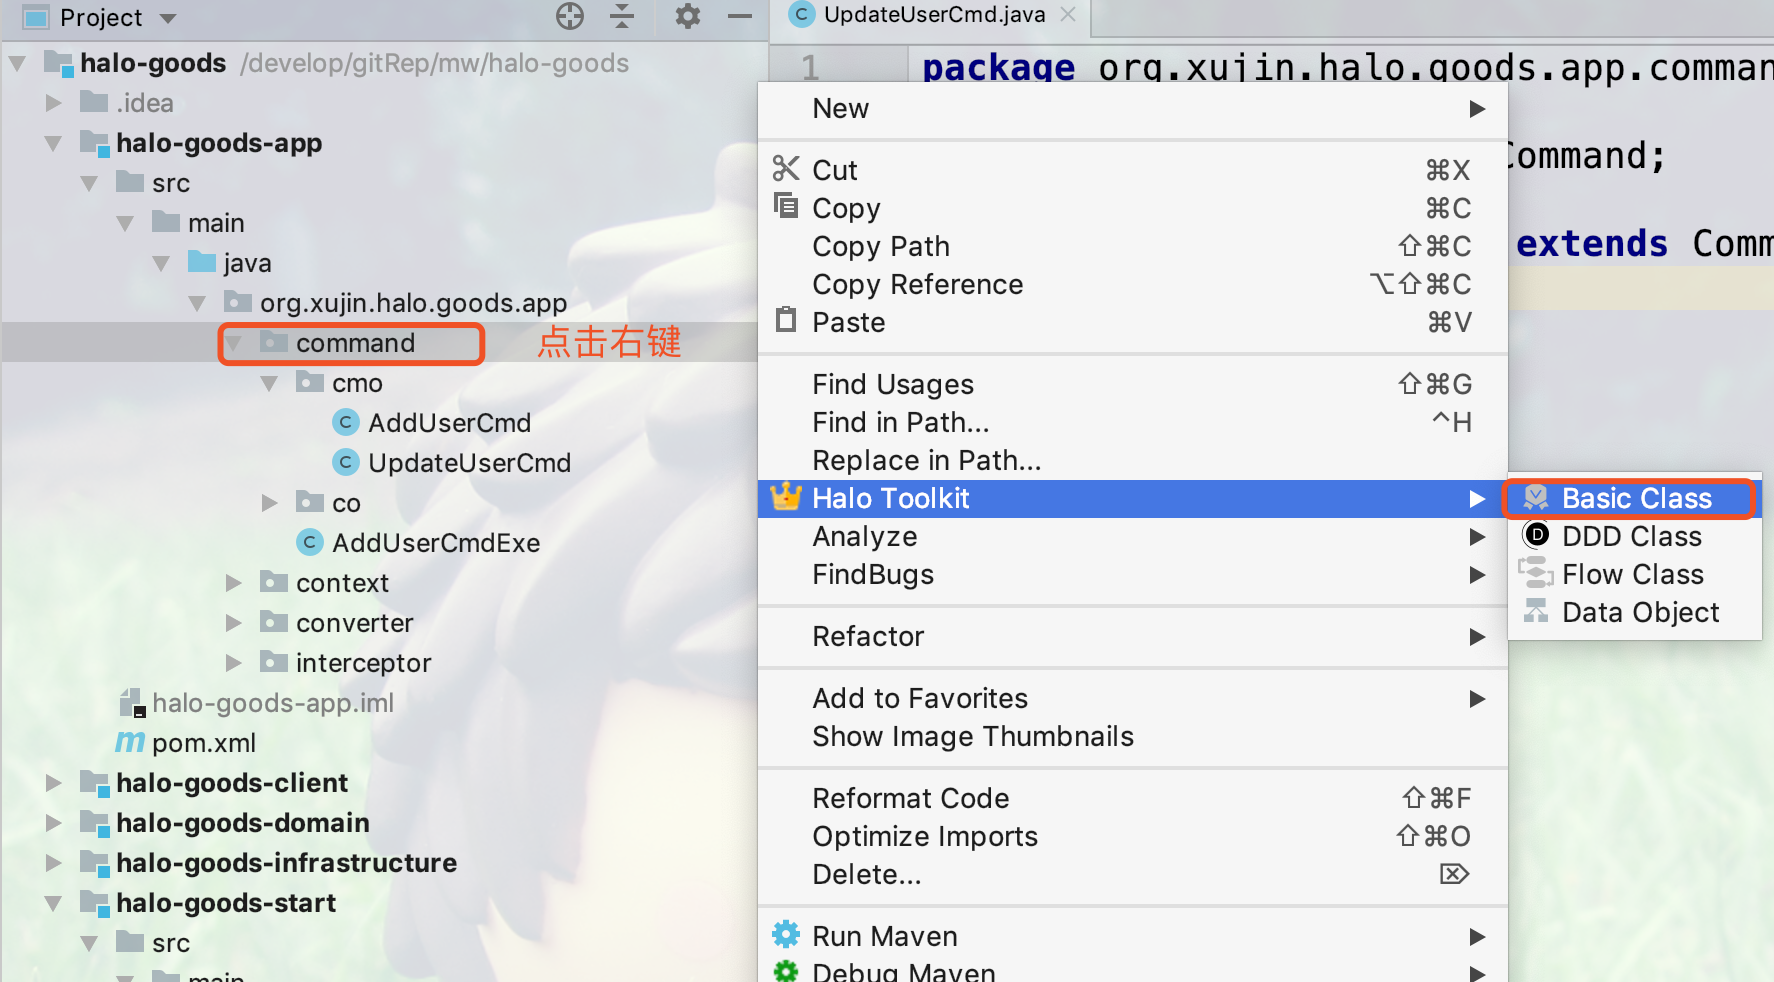 Project
halo-goods /develop/gitRep/mw/halo-goods
.idea
halo-goods-app
src
main
java
org.xujin.halo.goods.app
command 点击右键
cmo
AddUserCmd
UpdateUserCmd
co
AddUserCmdExe
context
converter
interceptor
halo-goods-app.iml
pom.xml
halo-goods-client
halo-goods-domain
halo-goods-infrastructure
halo-goods-start
src
main
UpdateUserCmd.java
1 package org.xujin.halo.goods.app.comman
Command;
extends Comm
New
Cut ⌘X
Copy ⌘C
Copy Path ⇧⌘C
Copy Reference ⌥⇧⌘C
Paste ⌘V
Find Usages ⇧⌘G
Find in Path... ^H
Replace in Path...
Halo Toolkit
Analyze
FindBugs
Refactor
Add to Favorites
Show Image Thumbnails
Reformat Code ⇧⌘F
Optimize Imports ⇧⌘O
Delete... ⌦
Run Maven
Debug Maven
Basic Class
DDD Class
Flow Class
Data Object